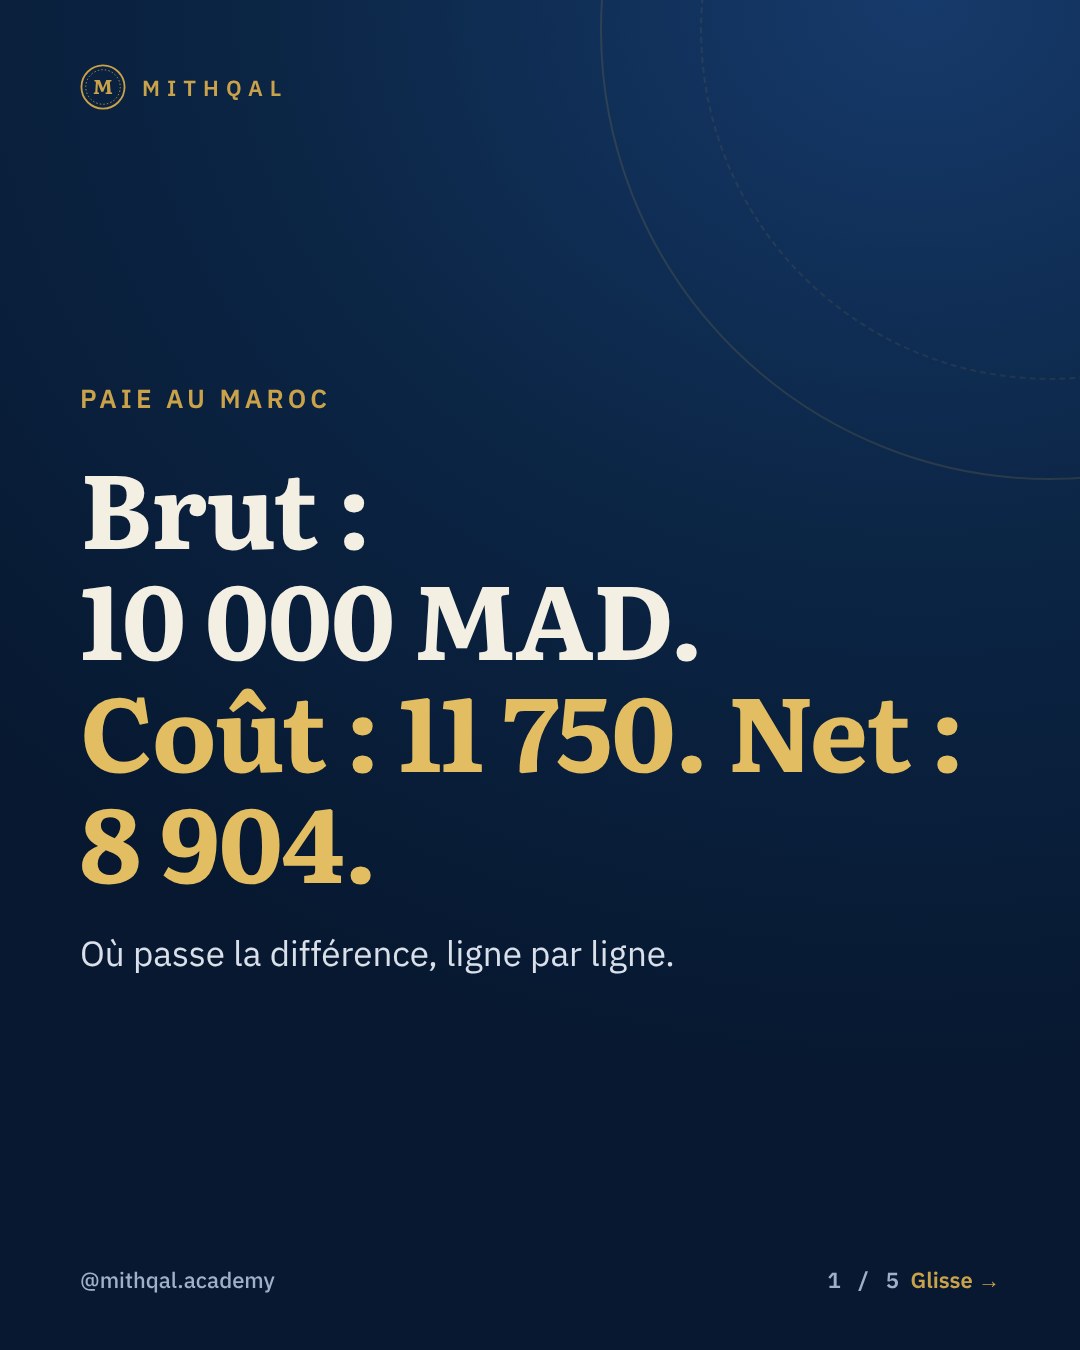 M MITHQAL
PAIE AU MAROC
Brut :
10 000 MAD.
Coût : 11 750. Net :
8 904.
Où passe la différence, ligne par ligne.
@mithqal.academy
1 / 5 Glisse →